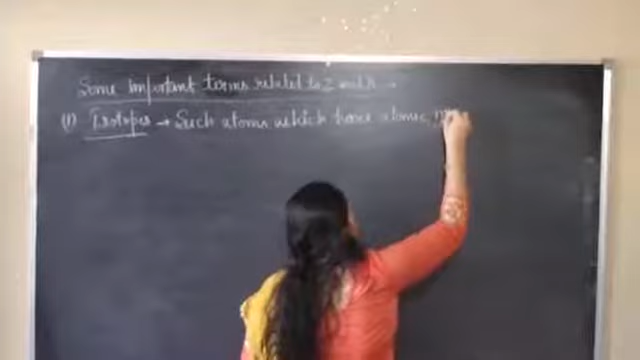 Some important terms related to Z and A →
(1) Isotopes → Such atoms which have atomic